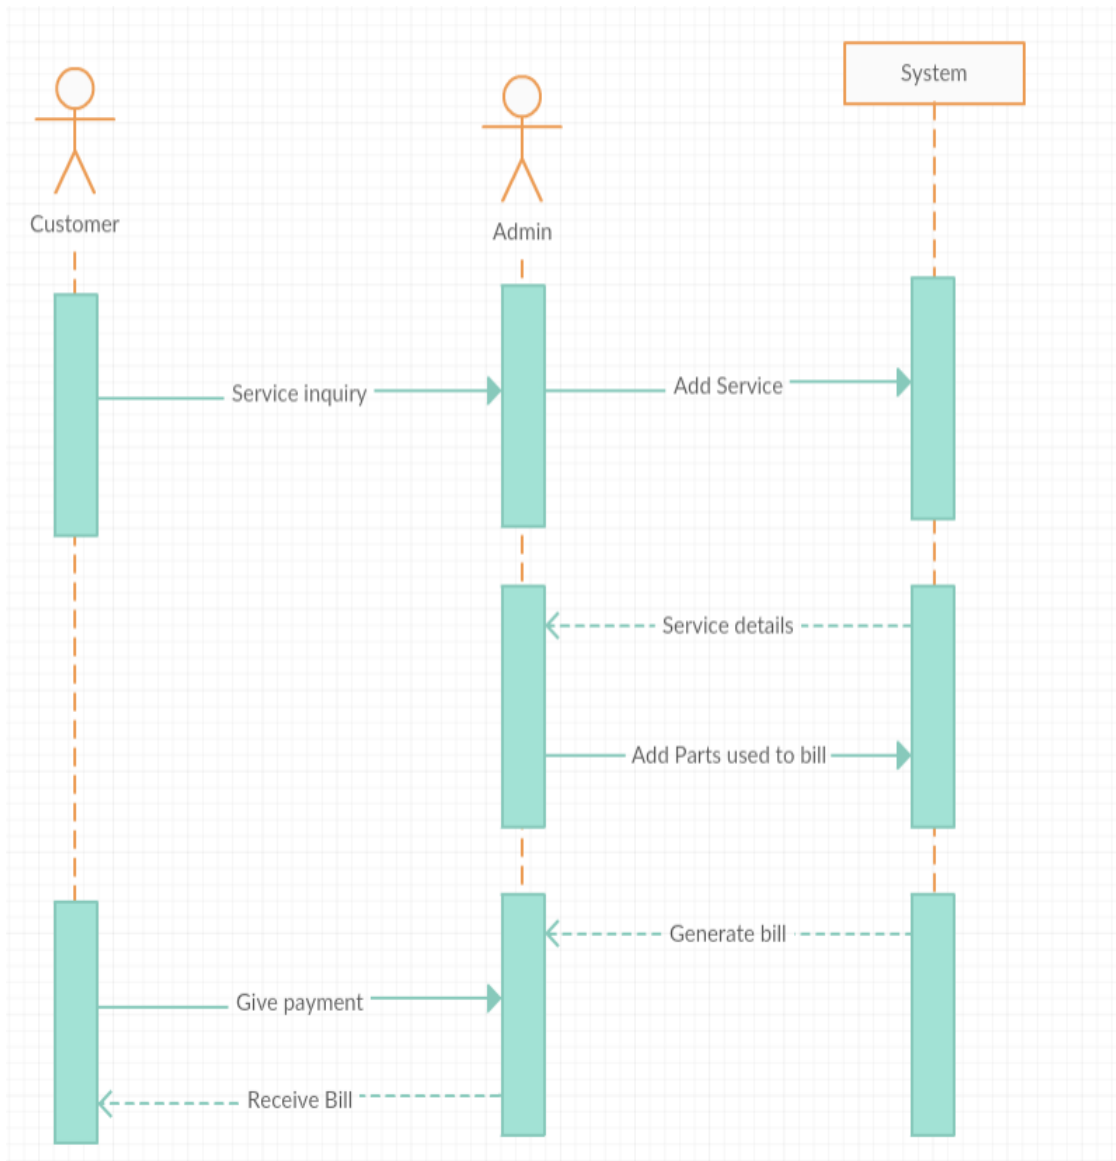 System
Customer
Admin
Service inquiry
Add Service
Service details
Add Parts used to bill
Generate bill
Give payment
Receive Bill